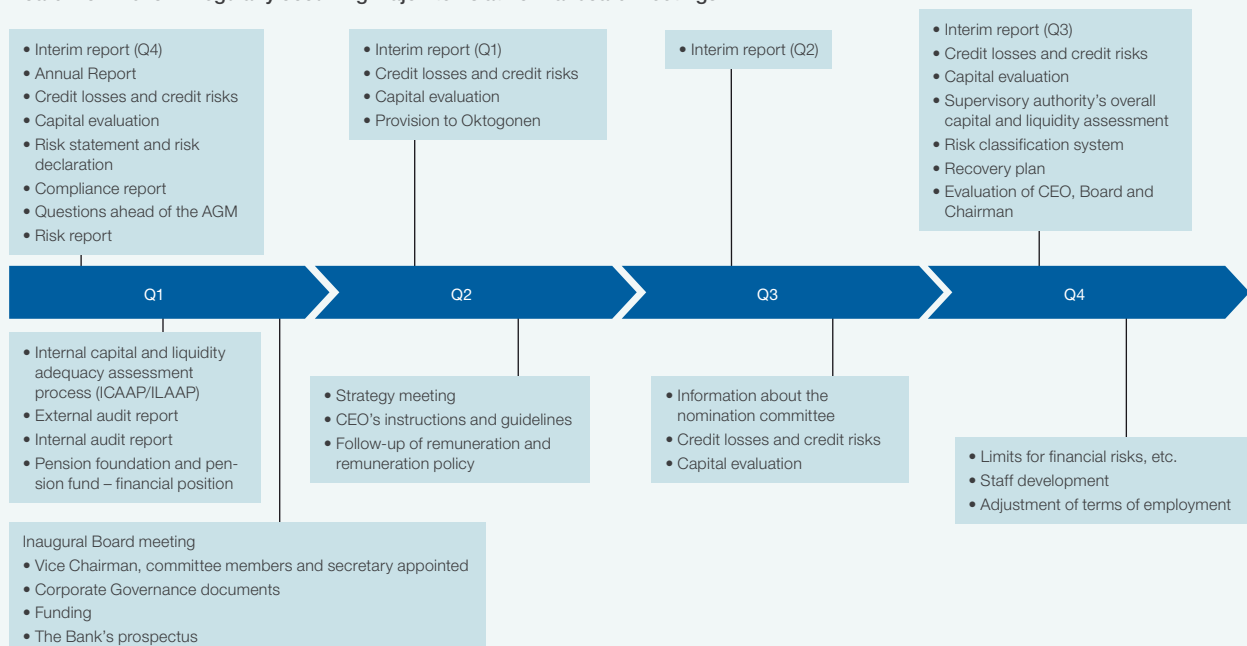 • Interim report (Q4)
• Annual Report
• Credit losses and credit risks
• Capital evaluation
• Risk statement and risk
declaration
• Compliance report
• Questions ahead of the AGM
• Risk report
• Interim report (Q1)
• Credit losses and credit risks
• Capital evaluation
• Provision to Oktogonen
• Interim report (Q2)
• Interim report (Q3)
• Credit losses and credit risks
• Capital evaluation
• Supervisory authority’s overall
capital and liquidity assessment
• Risk classification system
• Recovery plan
• Evaluation of CEO, Board and
Chairman
Q1
Q2
Q3
Q4
• Internal capital and liquidity
adequacy assessment
process (ICAAP/ILAAP)
• External audit report
• Internal audit report
• Pension foundation and pen-
sion fund – financial position
• Strategy meeting
• CEO’s instructions and guidelines
• Follow-up of remuneration and
remuneration policy
• Information about the
nomination committee
• Credit losses and credit risks
• Capital evaluation
• Limits for financial risks, etc.
• Staff development
• Adjustment of terms of employment
Inaugural Board meeting
• Vice Chairman, committee members and secretary appointed
• Corporate Governance documents
• Funding
• The Bank’s prospectus